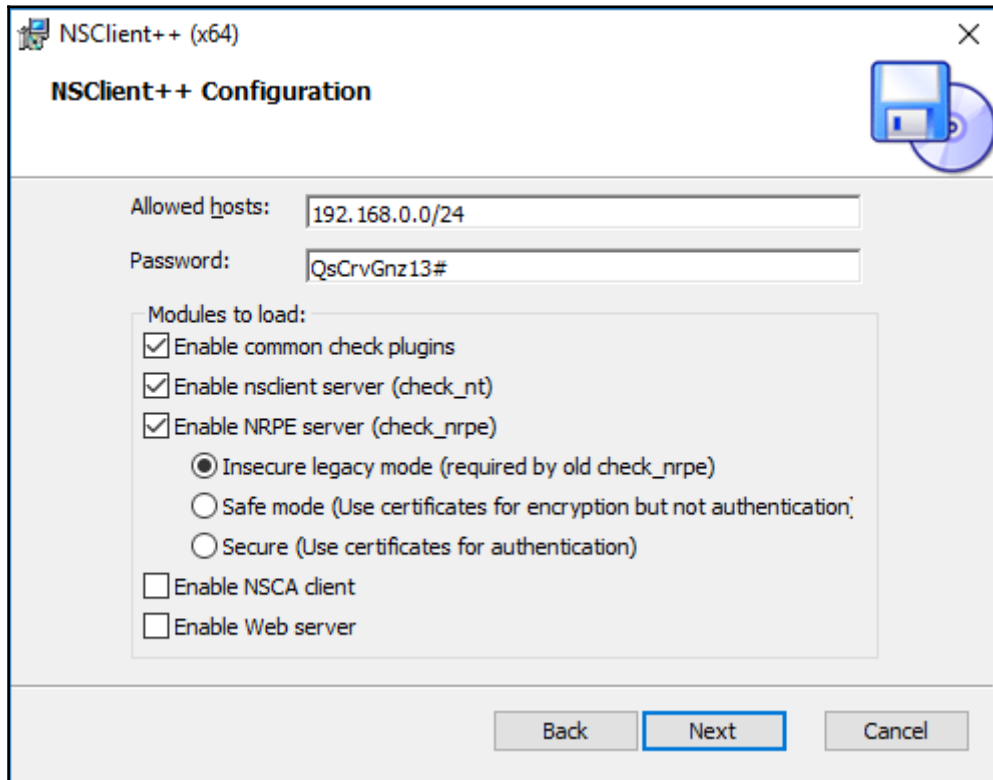 NSClient++ (x64)
NSClient++ Configuration
Allowed hosts: 192.168.0.0/24
Password: QsCrvGnz13#
Modules to load:
Enable common check plugins
Enable nsclient server (check_nt)
Enable NRPE server (check_nrpe)
Insecure legacy mode (required by old check_nrpe)
Safe mode (Use certificates for encryption but not authentication)
Secure (Use certificates for authentication)
Enable NSCA client
Enable Web server
Back Next Cancel